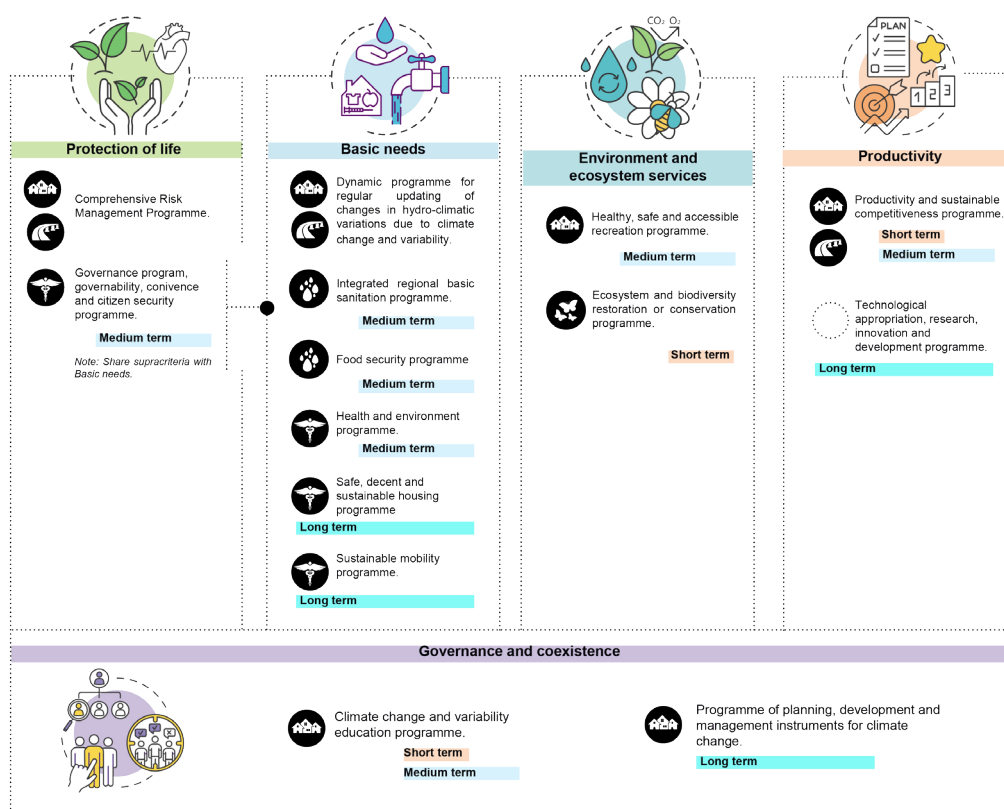 Protection of life
Comprehensive Risk
Management Programme.
Governance program,
governability, conivence
and citizen security
programme.
Medium term
Note: Share supracriteria with
Basic needs.
Basic needs
Dynamic programme for
regular updating of
changes in hydro-climatic
variations due to climate
change and variability.
Integrated regional basic
sanitation programme.
Medium term
Food security programme
Medium term
Health and environment
programme.
Medium term
Safe, decent and
sustainable housing
programme
Long term
Sustainable mobility
programme.
Long term
CO₂ O₂
Environment and
ecosystem services
Healthy, safe and accessible
recreation programme.
Medium term
Ecosystem and biodiversity
restoration or conservation
programme.
Short term
PLAN
1 2 3
Productivity
Productivity and sustainable
competitiveness programme.
Short term
Medium term
Technological
appropriation, research,
innovation and
development programme.
Long term
Governance and coexistence
Climate change and variability
education programme.
Short term
Medium term
Programme of planning, development and
management instruments for climate
change.
Long term